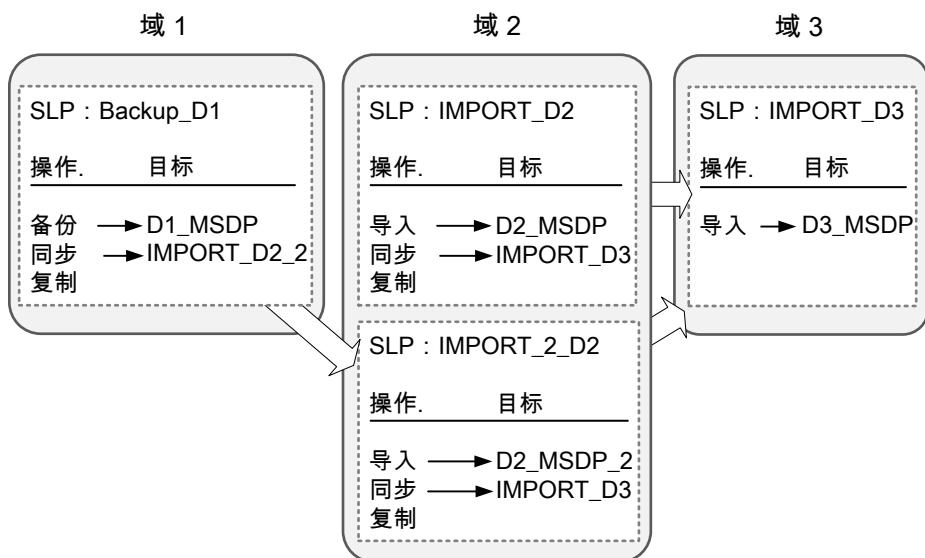 域 1
SLP：Backup_D1
操作. 目标
备份 D1_MSDP
同步 IMPORT_D2_2
复制
域 2
SLP：IMPORT_D2
操作. 目标
导入 D2_MSDP
同步 IMPORT_D3
复制
SLP：IMPORT_2_D2
操作. 目标
导入 D2_MSDP_2
同步 IMPORT_D3
复制
域 3
SLP：IMPORT_D3
操作. 目标
导入 D3_MSDP